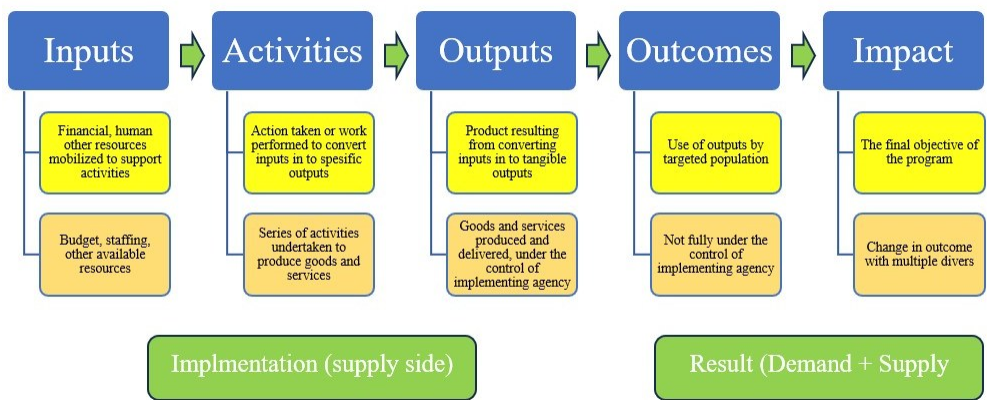 Inputs
Activities
Outputs
Outcomes
Impact
Financial, human
other resources
mobilized to support
activities
Action taken or work
performed to convert
inputs in to spesific
outputs
Product resulting
from converting
inputs in to tangible
outputs
Use of outputs by
targeted population
The final objective of
the program
Budget, staffing,
other available
resources
Series of activities
undertaken to
produce goods and
services
Goods and services
produced and
delivered, under the
control of
implementing agency
Not fully under the
control of
implementing agency
Change in outcome
with multiple divers
Implmentation (supply side)
Result (Demand + Supply